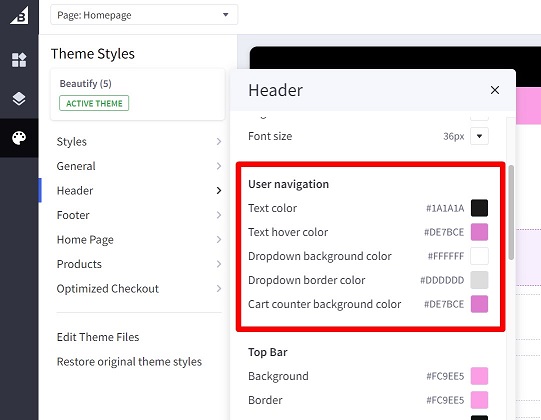 Page: Homepage
Theme Styles
Beautify (5)
ACTIVE THEME
Styles
General
Header
Footer
Home Page
Products
Optimized Checkout
Edit Theme Files
Restore original theme styles
Header
Font size 36px
User navigation
Text color #1A1A1A
Text hover color #DE7BCE
Dropdown background color #FFFFFF
Dropdown border color #DDDDDD
Cart counter background color #DE7BCE
Top Bar
Background #FC9EE5
Border #FC9EE5